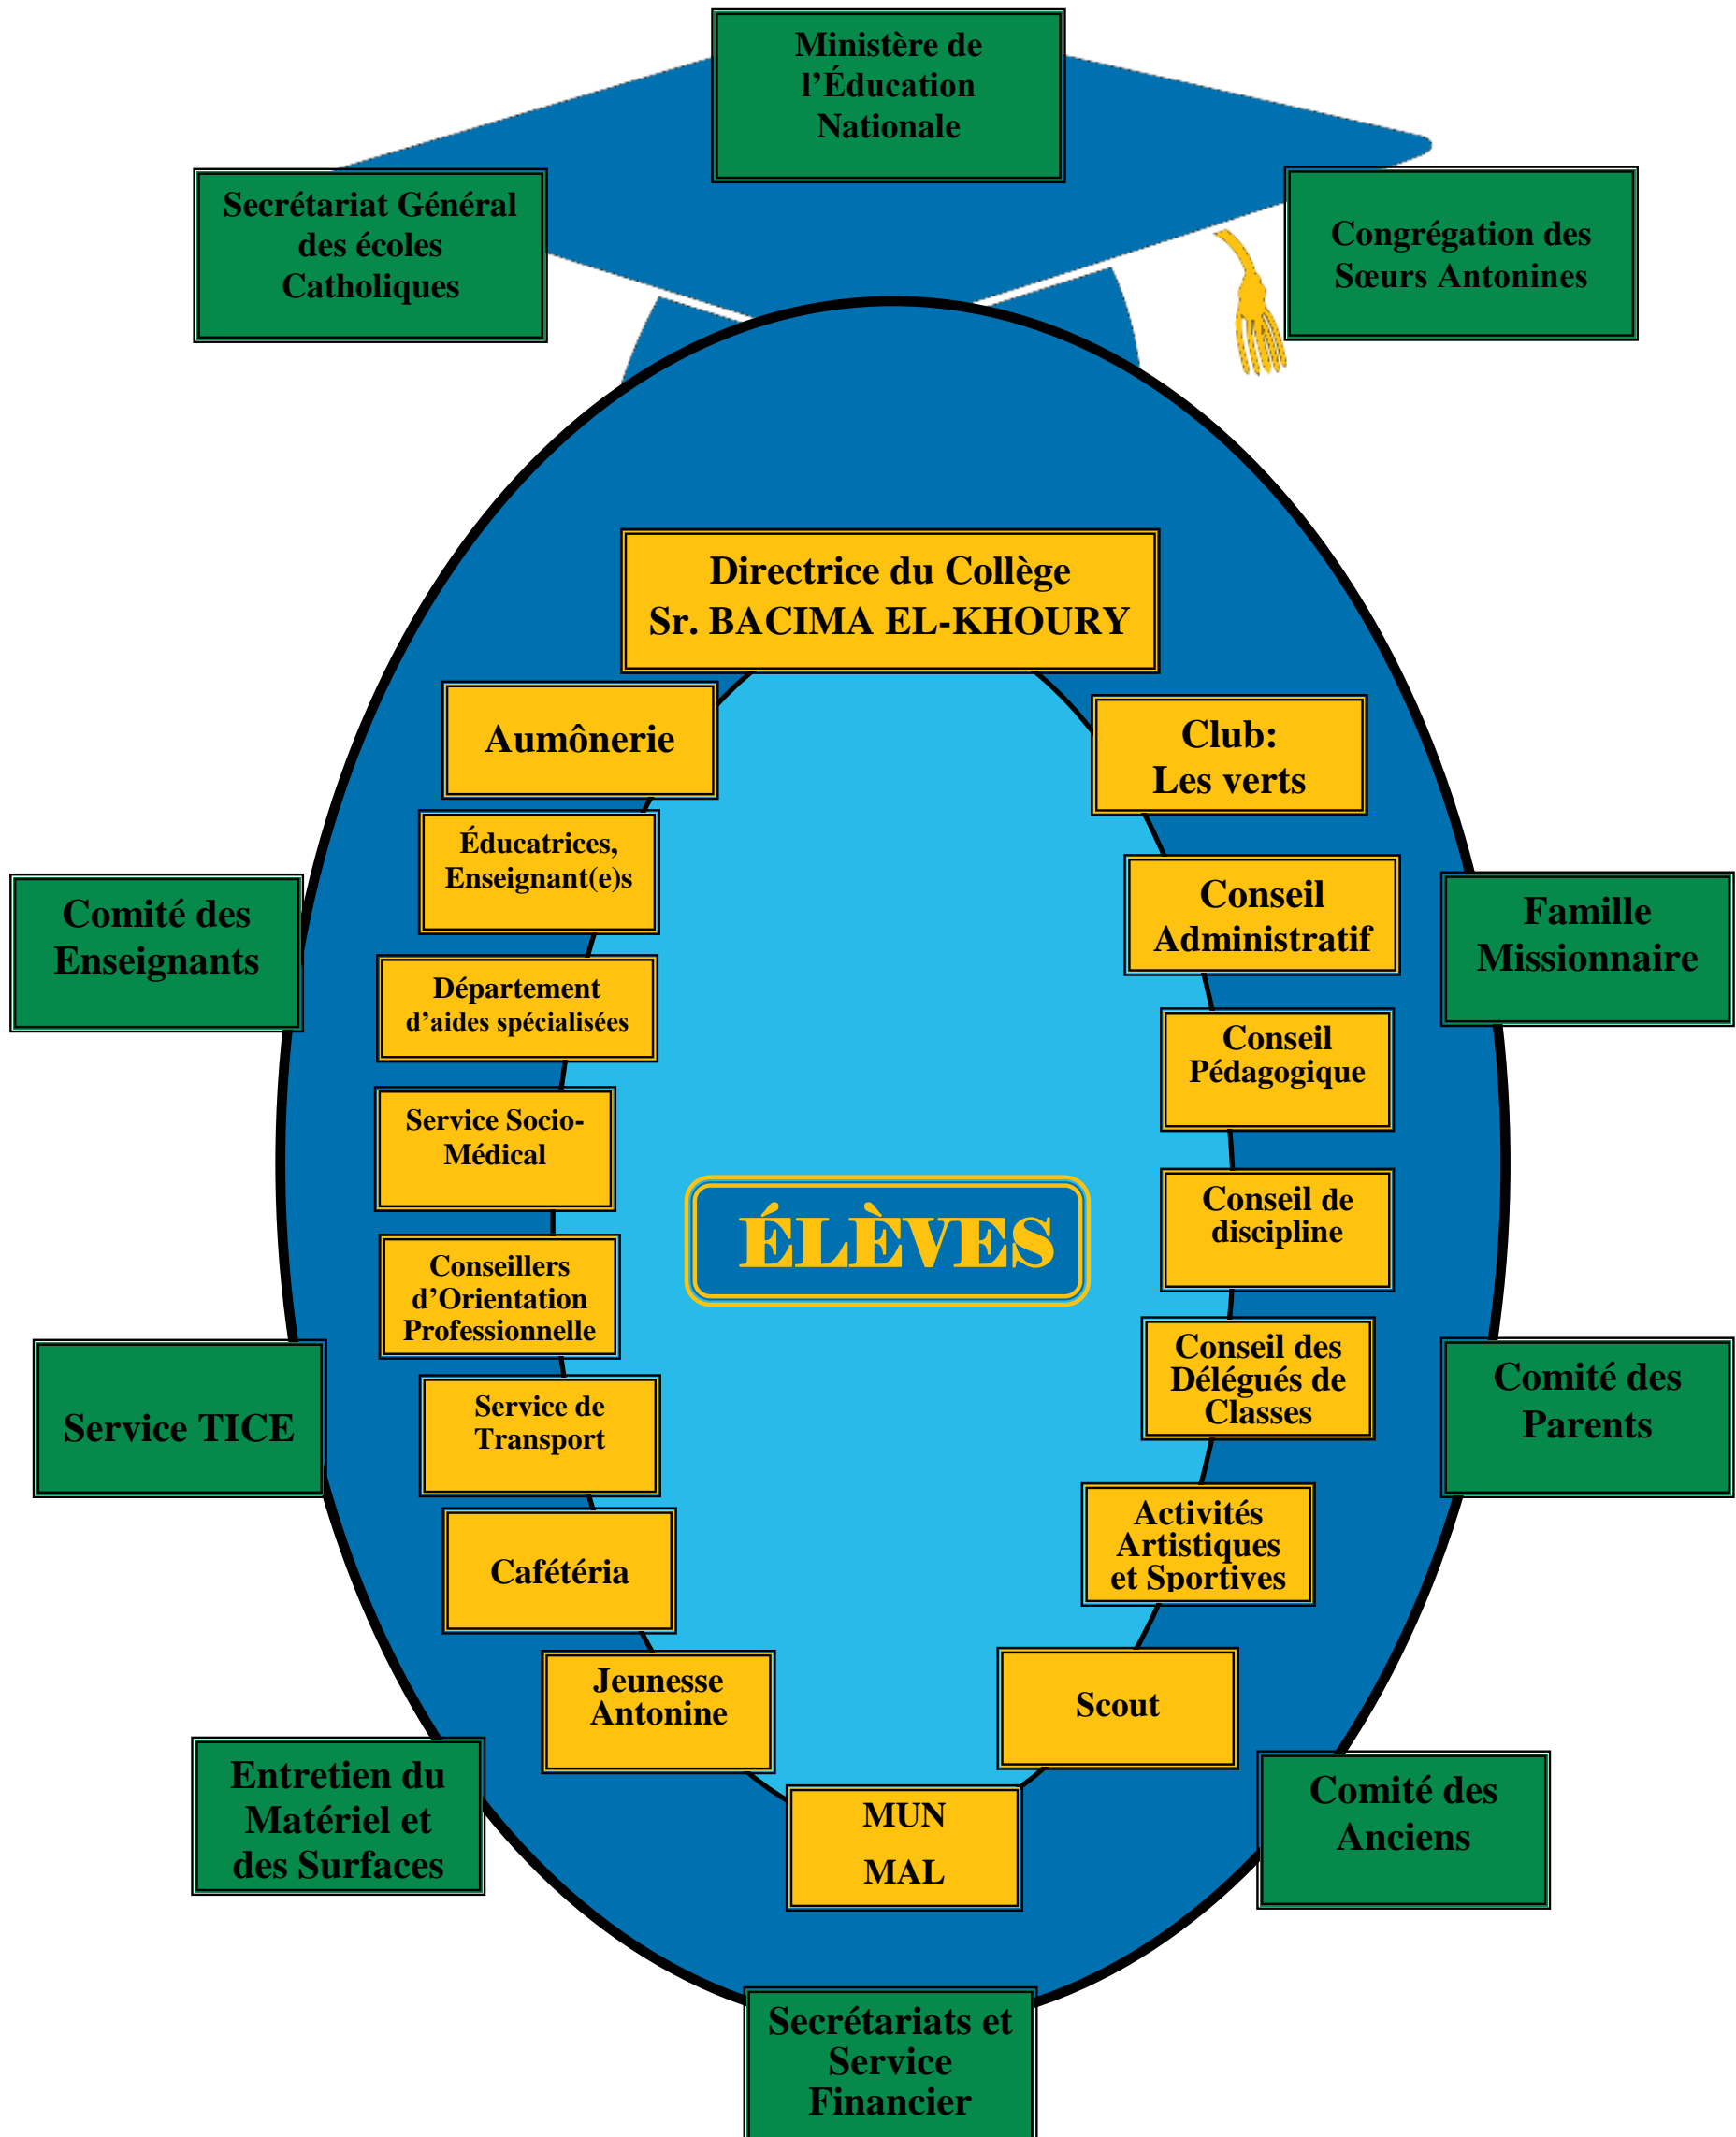 Ministère de
l’Éducation
Nationale
Secrétariat Général
des écoles
Catholiques
Congrégation des
Sœurs Antonines
Directrice du Collège
Sr. BACIMA EL-KHOURY
Aumônerie
Club:
Les verts
Éducatrices,
Enseignant(e)s
Conseil
Administratif
Comité des
Enseignants
Famille
Missionnaire
Département
d’aides spécialisées
Conseil
Pédagogique
Service Socio-
Médical
Conseil de
discipline
ÉLÈVES
Conseillers
d’Orientation
Professionnelle
Conseil des
Délégués de
Classes
Service TICE
Comité des
Parents
Service de
Transport
Activités
Artistiques
et Sportives
Cafétéria
Jeunesse
Antonine
Scout
Entretien du
Matériel et
des Surfaces
MUN
MAL
Comité des
Anciens
Secrétariats et
Service
Financier